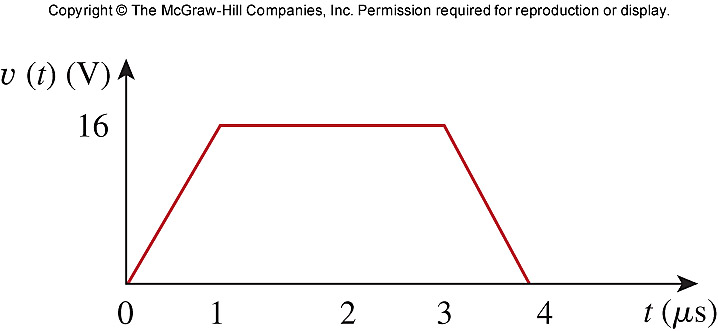 Copyright © The McGraw-Hill Companies, Inc. Permission required for reproduction or display.
v (t) (V)
16
0 1 2 3 4 t (μs)